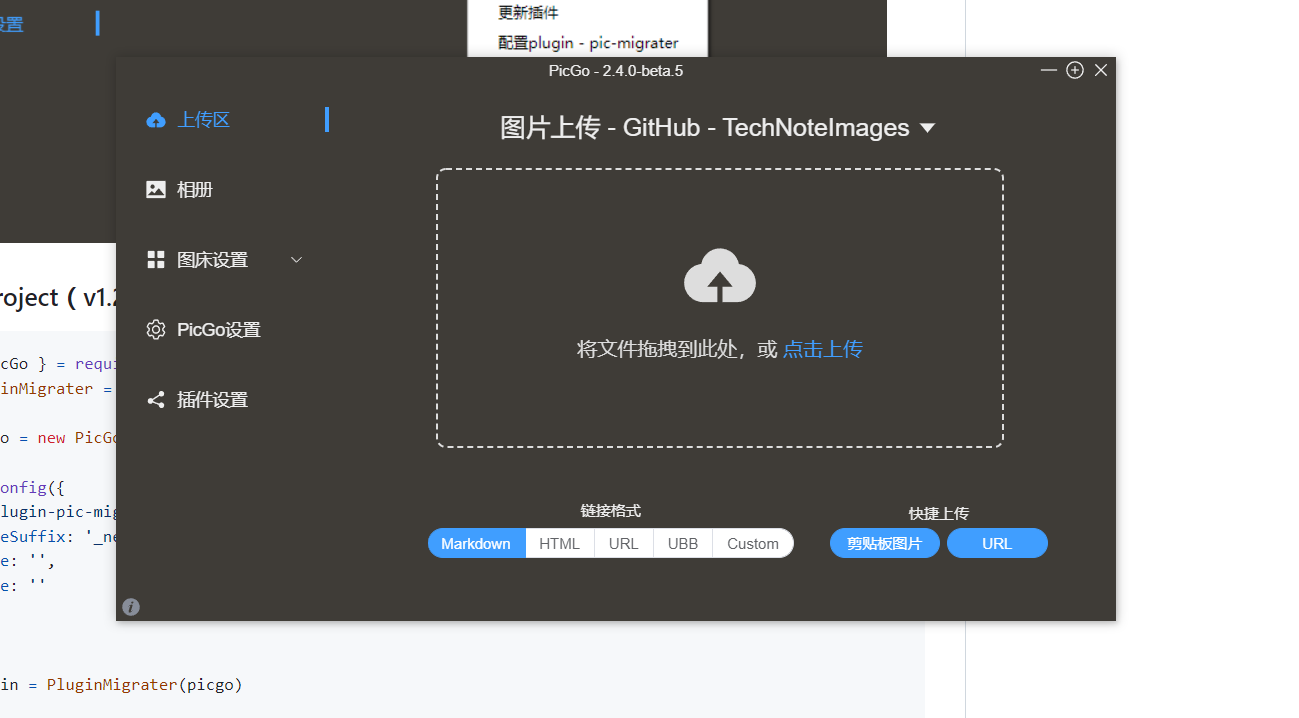 设置
更新插件
配置plugin - pic-migrater
PicGo - 2.4.0-beta.5
上传区
图片上传 - GitHub - TechNoteImages
相册
图床设置
PicGo设置
插件设置
将文件拖拽到此处，或 点击上传
链接格式
快捷上传
Markdown HTML URL UBB Custom
剪贴板图片 URL
roject ( v1.2
cGo } = requi
inMigrater =
o = new PicGo
onfig({
lugin-pic-mig
eSuffix: '_ne
e: '',
e: ''
in = PluginMigrater(picgo)